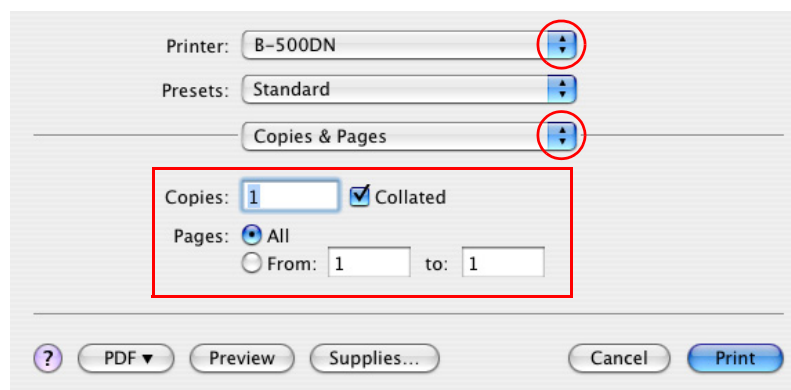 Printer: B-500DN
Presets: Standard
Copies & Pages
Copies: 1 Collated
Pages: All
From: 1 to: 1
? PDF ▼ Preview Supplies... Cancel Print